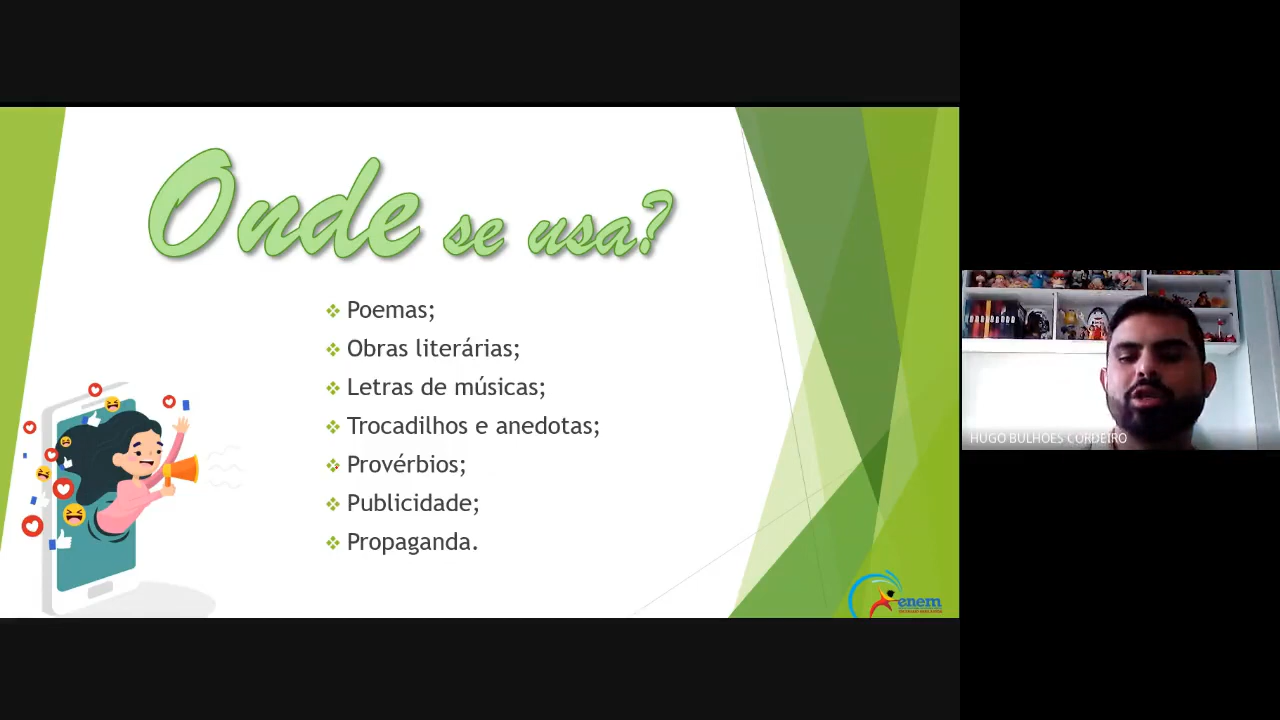 Onde se usa?
Poemas;
Obras literárias;
Letras de músicas;
Trocadilhos e anedotas;
Provérbios;
Publicidade;
Propaganda.
enem
HUGO BULHOES CORDEIRO